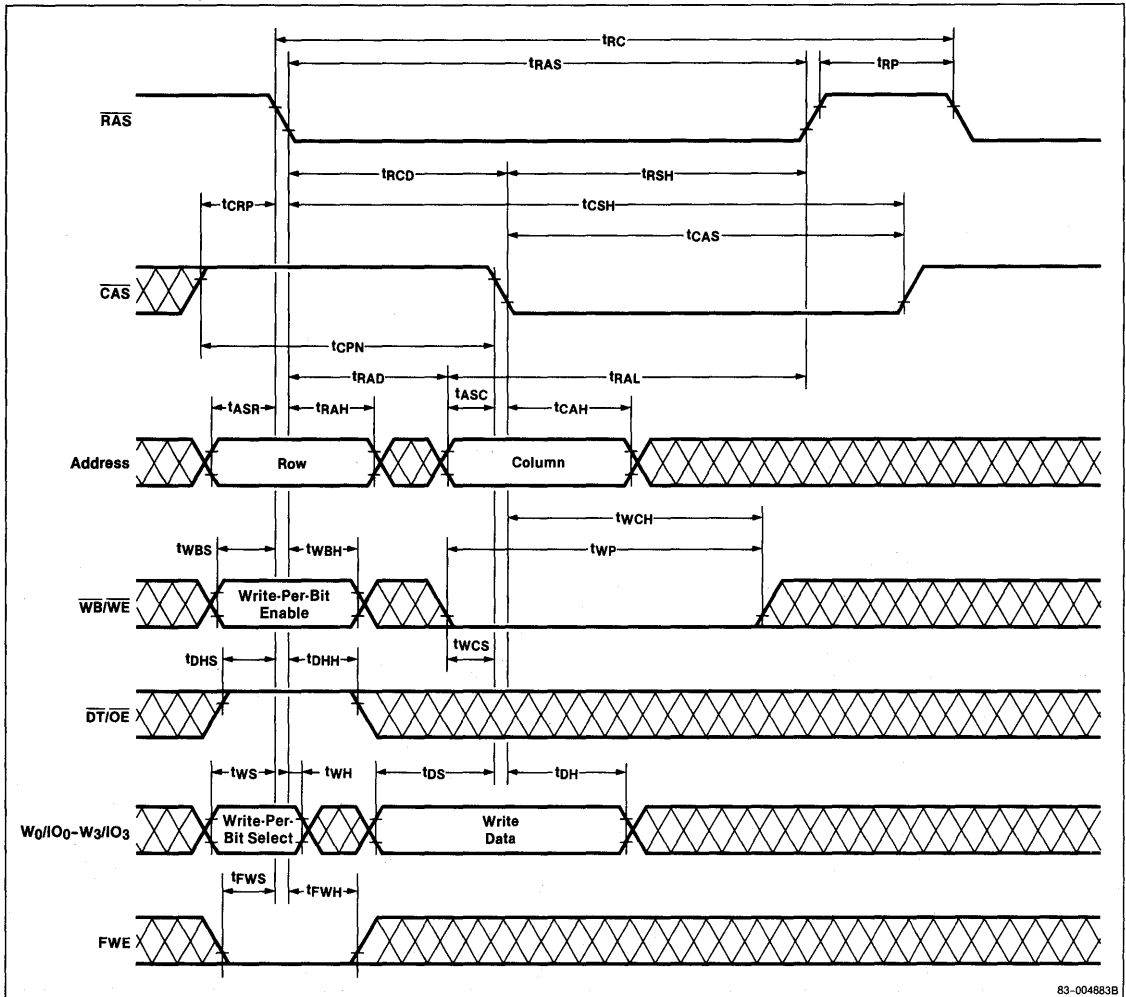 tRC
tRAS
tRP
RAS
tRCD
tRSH
tCRP
tCSH
tCAS
CAS
tCPN
tRAD
tRAL
tASC
tASR
tRAH
tCAH
Address
Row
Column
tWCH
tWBS
tWBH
tWP
WB/WE
Write-Per-Bit
Enable
tWCS
tDHS
tDHH
DT/OE
tWS
tWH
tDS
tDH
W0/IO0–W3/IO3
Write-Per-
Bit Select
Write
Data
tFWS
tFWH
FWE
83-004883B